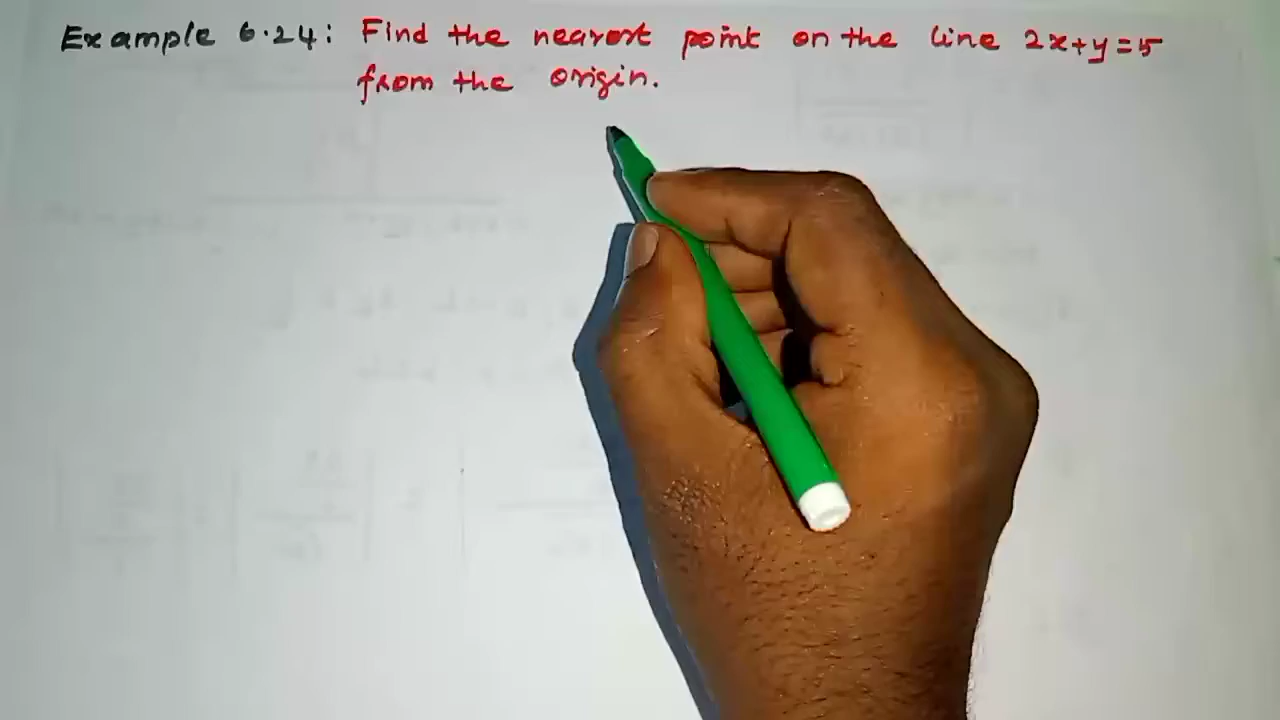 Example 6.24: Find the nearest point on the line 2x+y=5
from the origin.